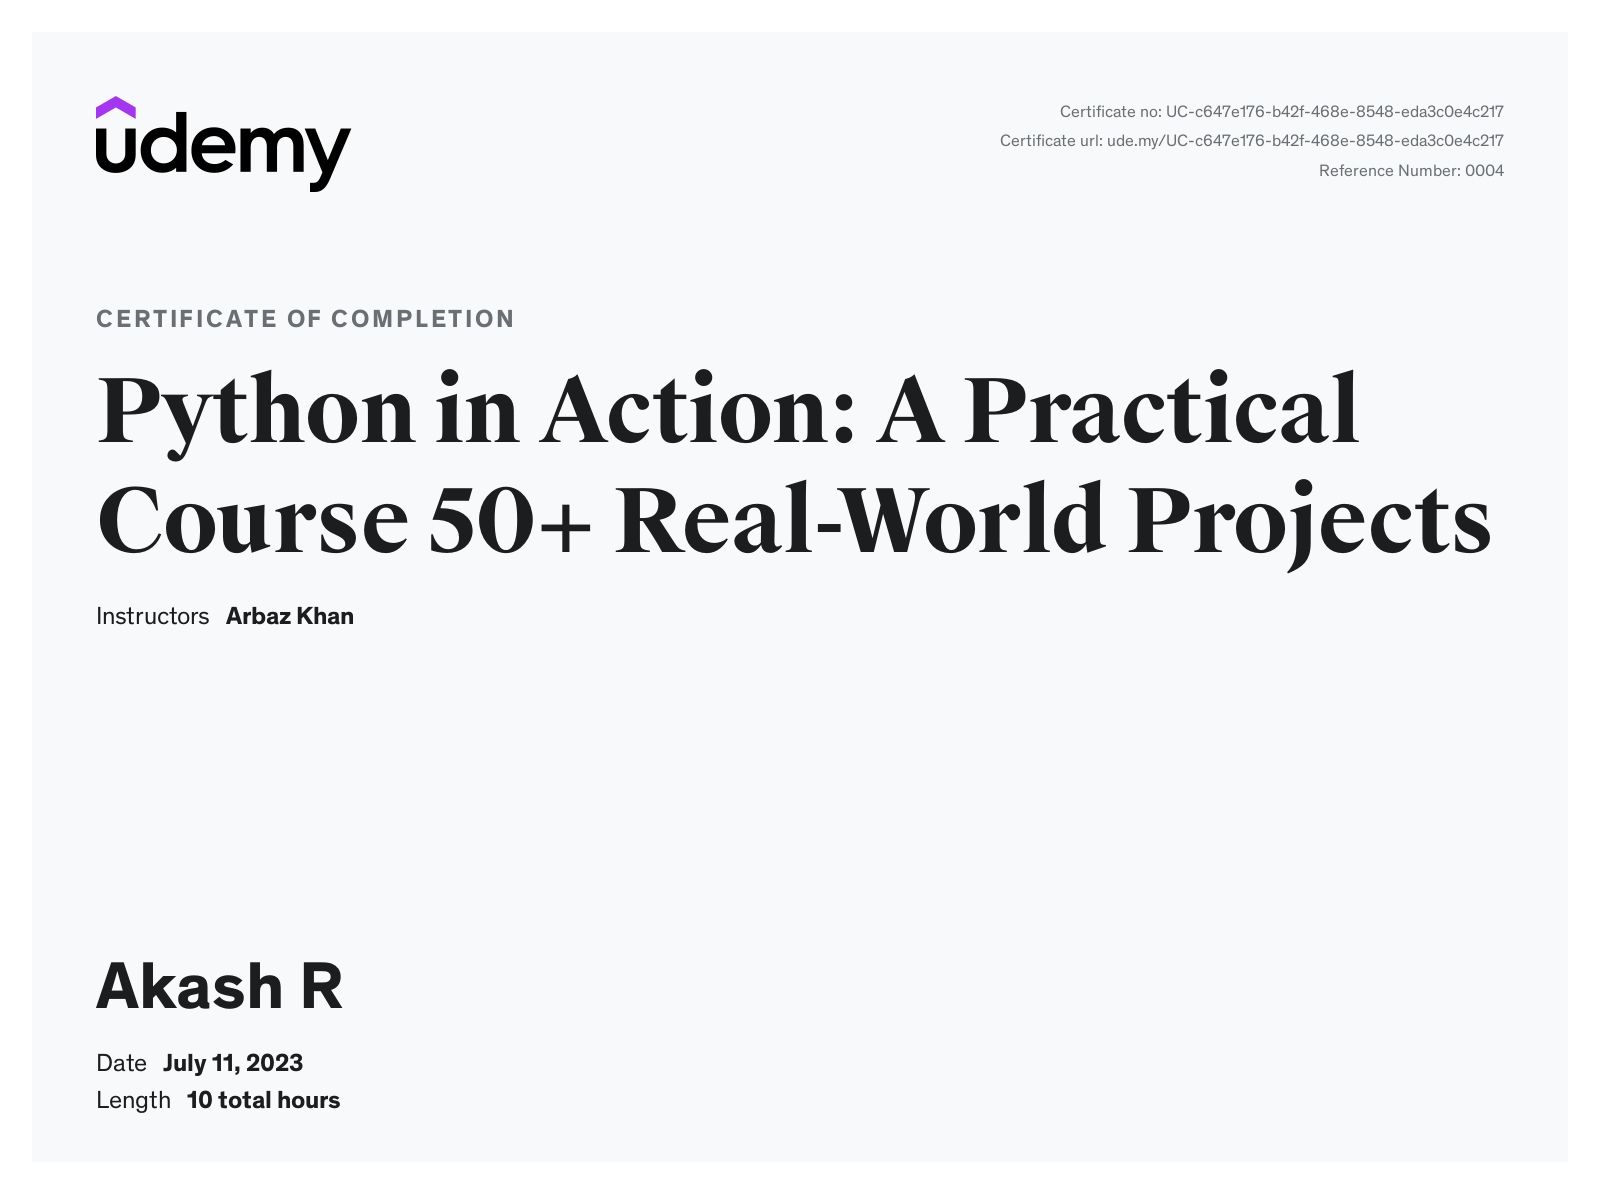 udemy
Certificate no: UC-c647e176-b42f-468e-8548-eda3c0e4c217
Certificate url: ude.my/UC-c647e176-b42f-468e-8548-eda3c0e4c217
Reference Number: 0004
CERTIFICATE OF COMPLETION
Python in Action: A Practical
Course 50+ Real-World Projects
Instructors Arbaz Khan
Akash R
Date July 11, 2023
Length 10 total hours